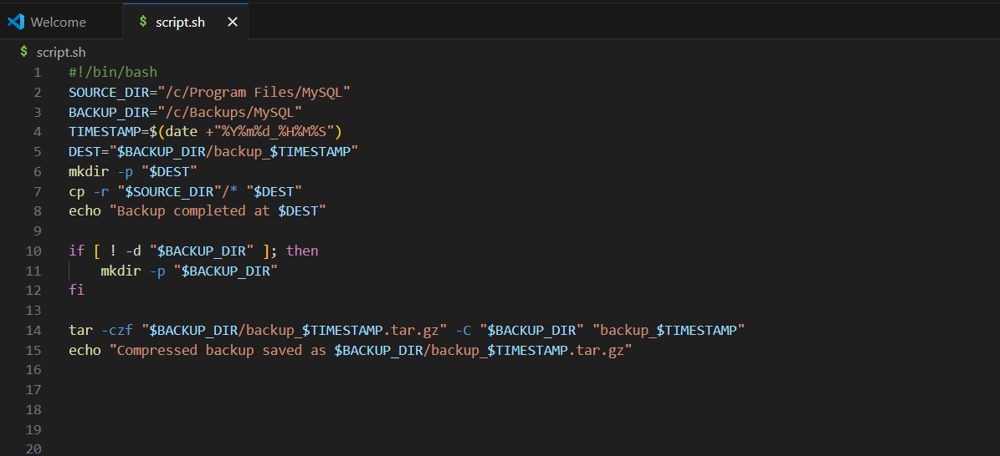 Welcome
$ script.sh ×
$ script.sh
1 #!/bin/bash
2 SOURCE_DIR="/c/Program Files/MySQL"
3 BACKUP_DIR="/c/Backups/MySQL"
4 TIMESTAMP=$(date +"%Y%m%d_%H%M%S")
5 DEST="$BACKUP_DIR/backup_$TIMESTAMP"
6 mkdir -p "$DEST"
7 cp -r "$SOURCE_DIR"/* "$DEST"
8 echo "Backup completed at $DEST"
9
10 if [ ! -d "$BACKUP_DIR" ]; then
11     mkdir -p "$BACKUP_DIR"
12 fi
13
14 tar -czf "$BACKUP_DIR/backup_$TIMESTAMP.tar.gz" -C "$BACKUP_DIR" "backup_$TIMESTAMP"
15 echo "Compressed backup saved as $BACKUP_DIR/backup_$TIMESTAMP.tar.gz"
16
17
18
19
20